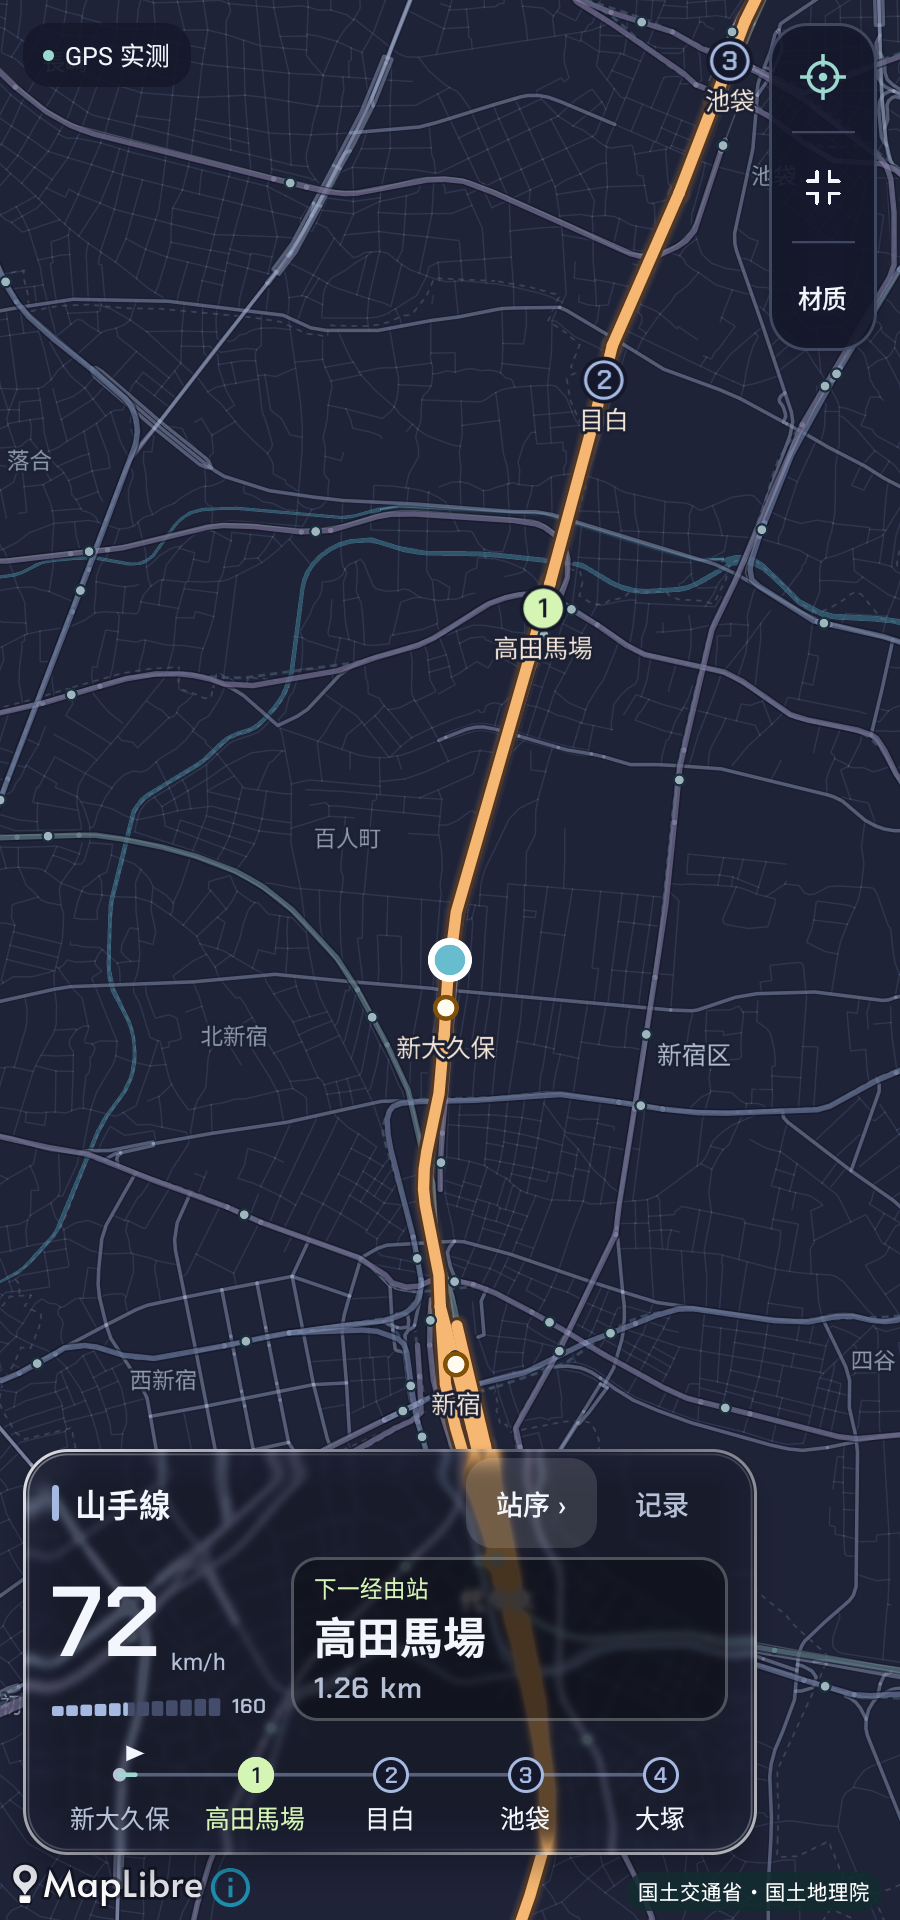 GPS 实测
3
池袋
池袋
材质
2
目白
落合
1
高田馬場
百人町
北新宿
新大久保
新宿区
西新宿
新宿
四谷
山手線
站序 ›
记录
72 km/h
160
下一经由站
高田馬場
1.26 km
1 2 3 4
新大久保 高田馬場 目白 池袋 大塚
MapLibre
国土交通省・国土地理院